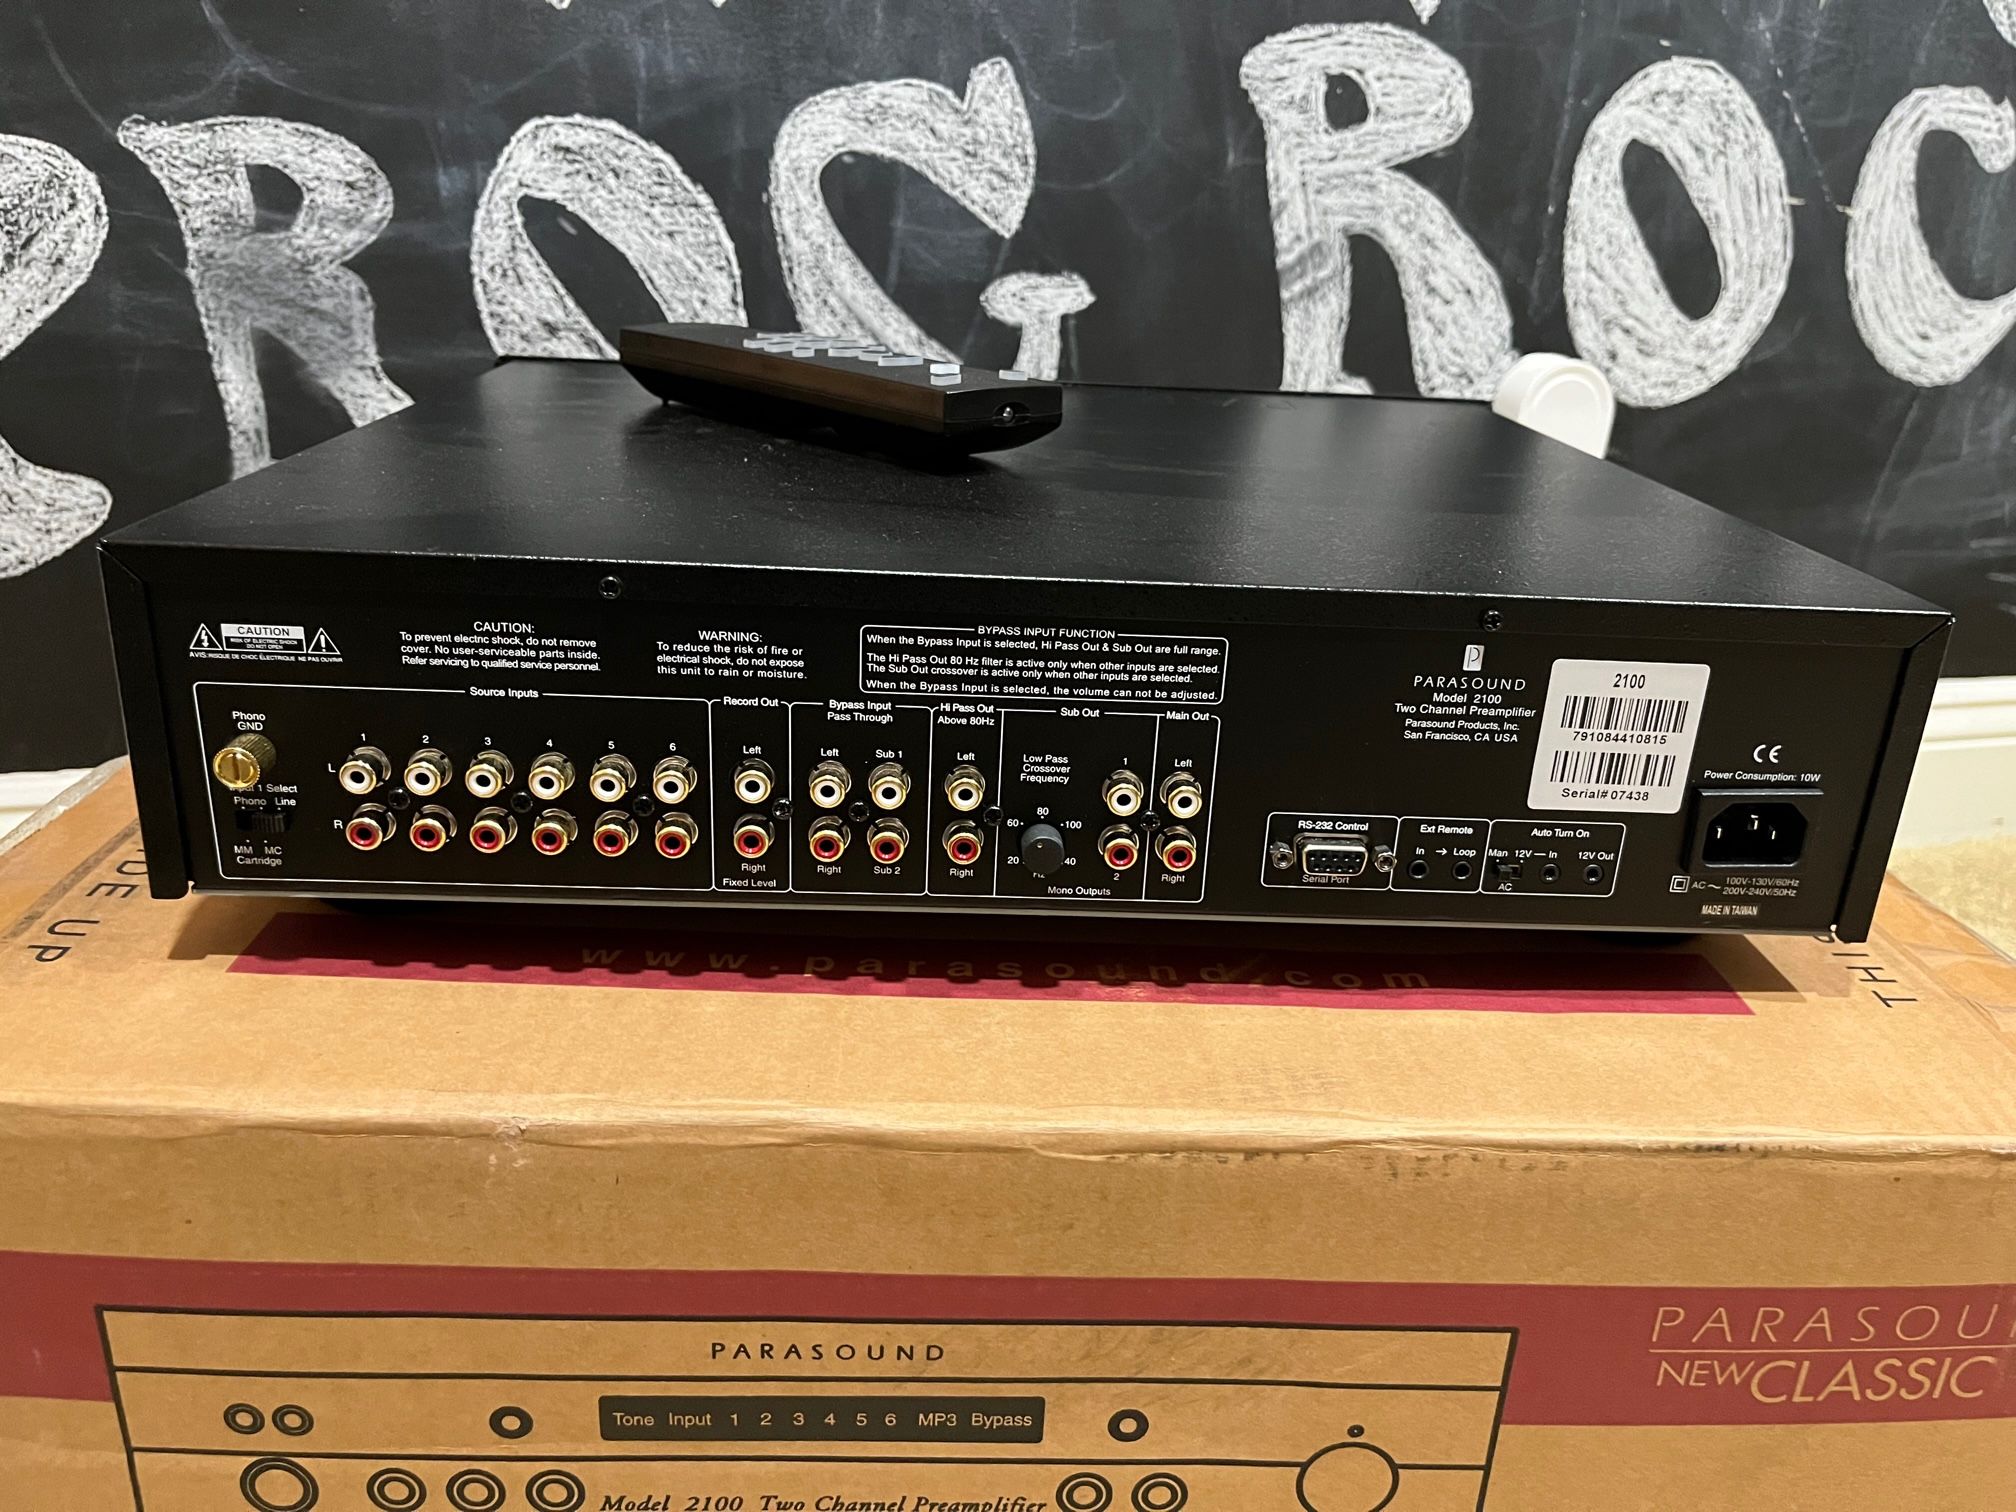 PROG ROC
CAUTION
RISK OF ELECTRIC SHOCK
DO NOT OPEN
AVIS: RISQUE DE CHOC ÉLECTRIQUE NE PAS OUVRIR
CAUTION:
To prevent electric shock, do not remove
cover. No user-serviceable parts inside.
Refer servicing to qualified service personnel.
WARNING:
To reduce the risk of fire or
electrical shock, do not expose
this unit to rain or moisture.
BYPASS INPUT FUNCTION
When the Bypass Input is selected, Hi Pass Out & Sub Out are full range.
The Hi Pass Out 80 Hz filter is active only when other inputs are selected.
The Sub Out crossover is active only when other inputs are selected.
When the Bypass Input is selected, the volume can not be adjusted.
P
PARASOUND
Model 2100
Two Channel Preamplifier
Parasound Products, Inc.
San Francisco, CA USA
2100
791084410815
Serial# 07438
CE
Power Consumption: 10W
Source Inputs
Phono
GND
1 2 3 4 5 6
L
R
1 Select
Phono Line
MM MC
Cartridge
Record Out
Left
Right
Fixed Level
Bypass Input
Pass Through
Left Sub 1
Right Sub 2
Hi Pass Out
Above 80Hz
Left
Right
Sub Out
Low Pass
Crossover
Frequency
80
60 100
20 40
Hz
1
2
Mono Outputs
Main Out
Left
Right
RS-232 Control
Serial Port
Ext Remote
In → Loop
Auto Turn On
Man 12V — In 12V Out
AC
AC ~ 100V-130V/60Hz
200V-240V/50Hz
MADE IN TAIWAN
DE UP
www.parasound.com
THI
PARASOU
NEWCLASSIC
PARASOUND
Tone Input 1 2 3 4 5 6 MP3 Bypass
Model 2100 Two Channel Preamplifier